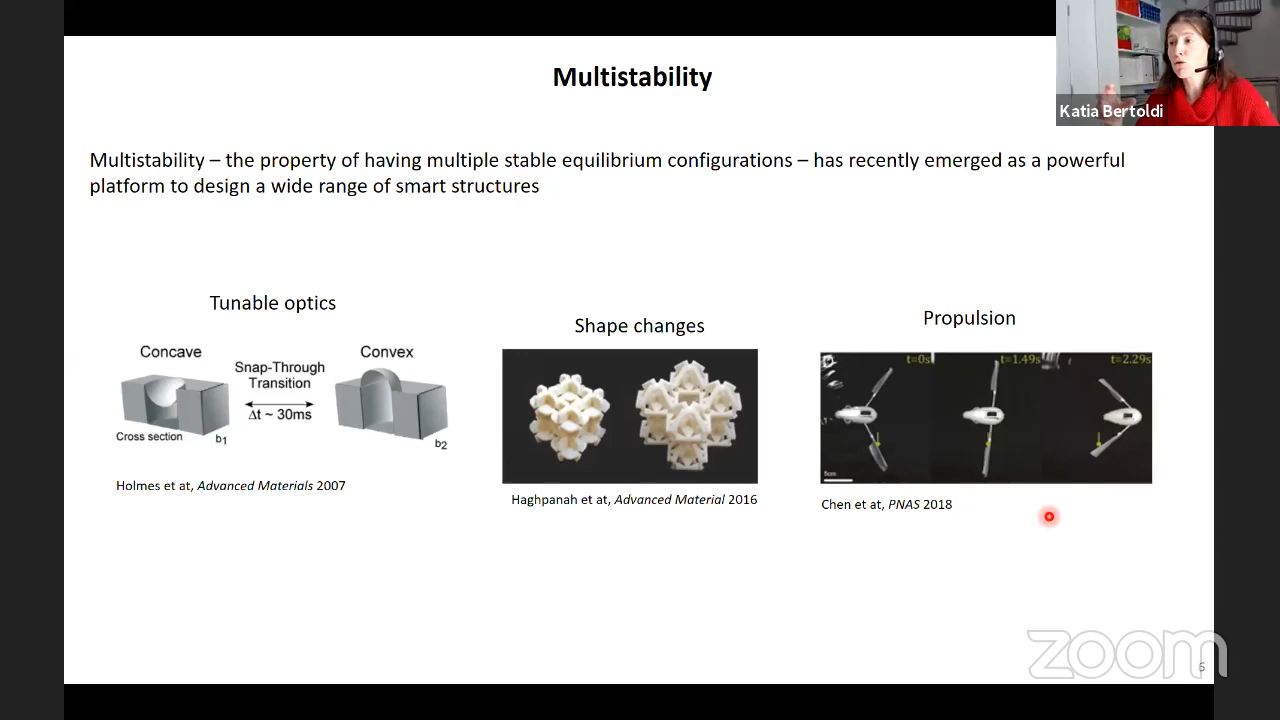 Multistability
Katia Bertoldi
Multistability – the property of having multiple stable equilibrium configurations – has recently emerged as a powerful
platform to design a wide range of smart structures
Tunable optics
Concave
Snap-Through
Transition
Δt ~ 30ms
Convex
Cross section
b1
b2
Holmes et at, Advanced Materials 2007
Shape changes
Haghpanah et at, Advanced Material 2016
Propulsion
t=0s
t=1.49s
t=2.29s
5cm
Chen et at, PNAS 2018
zoom
6